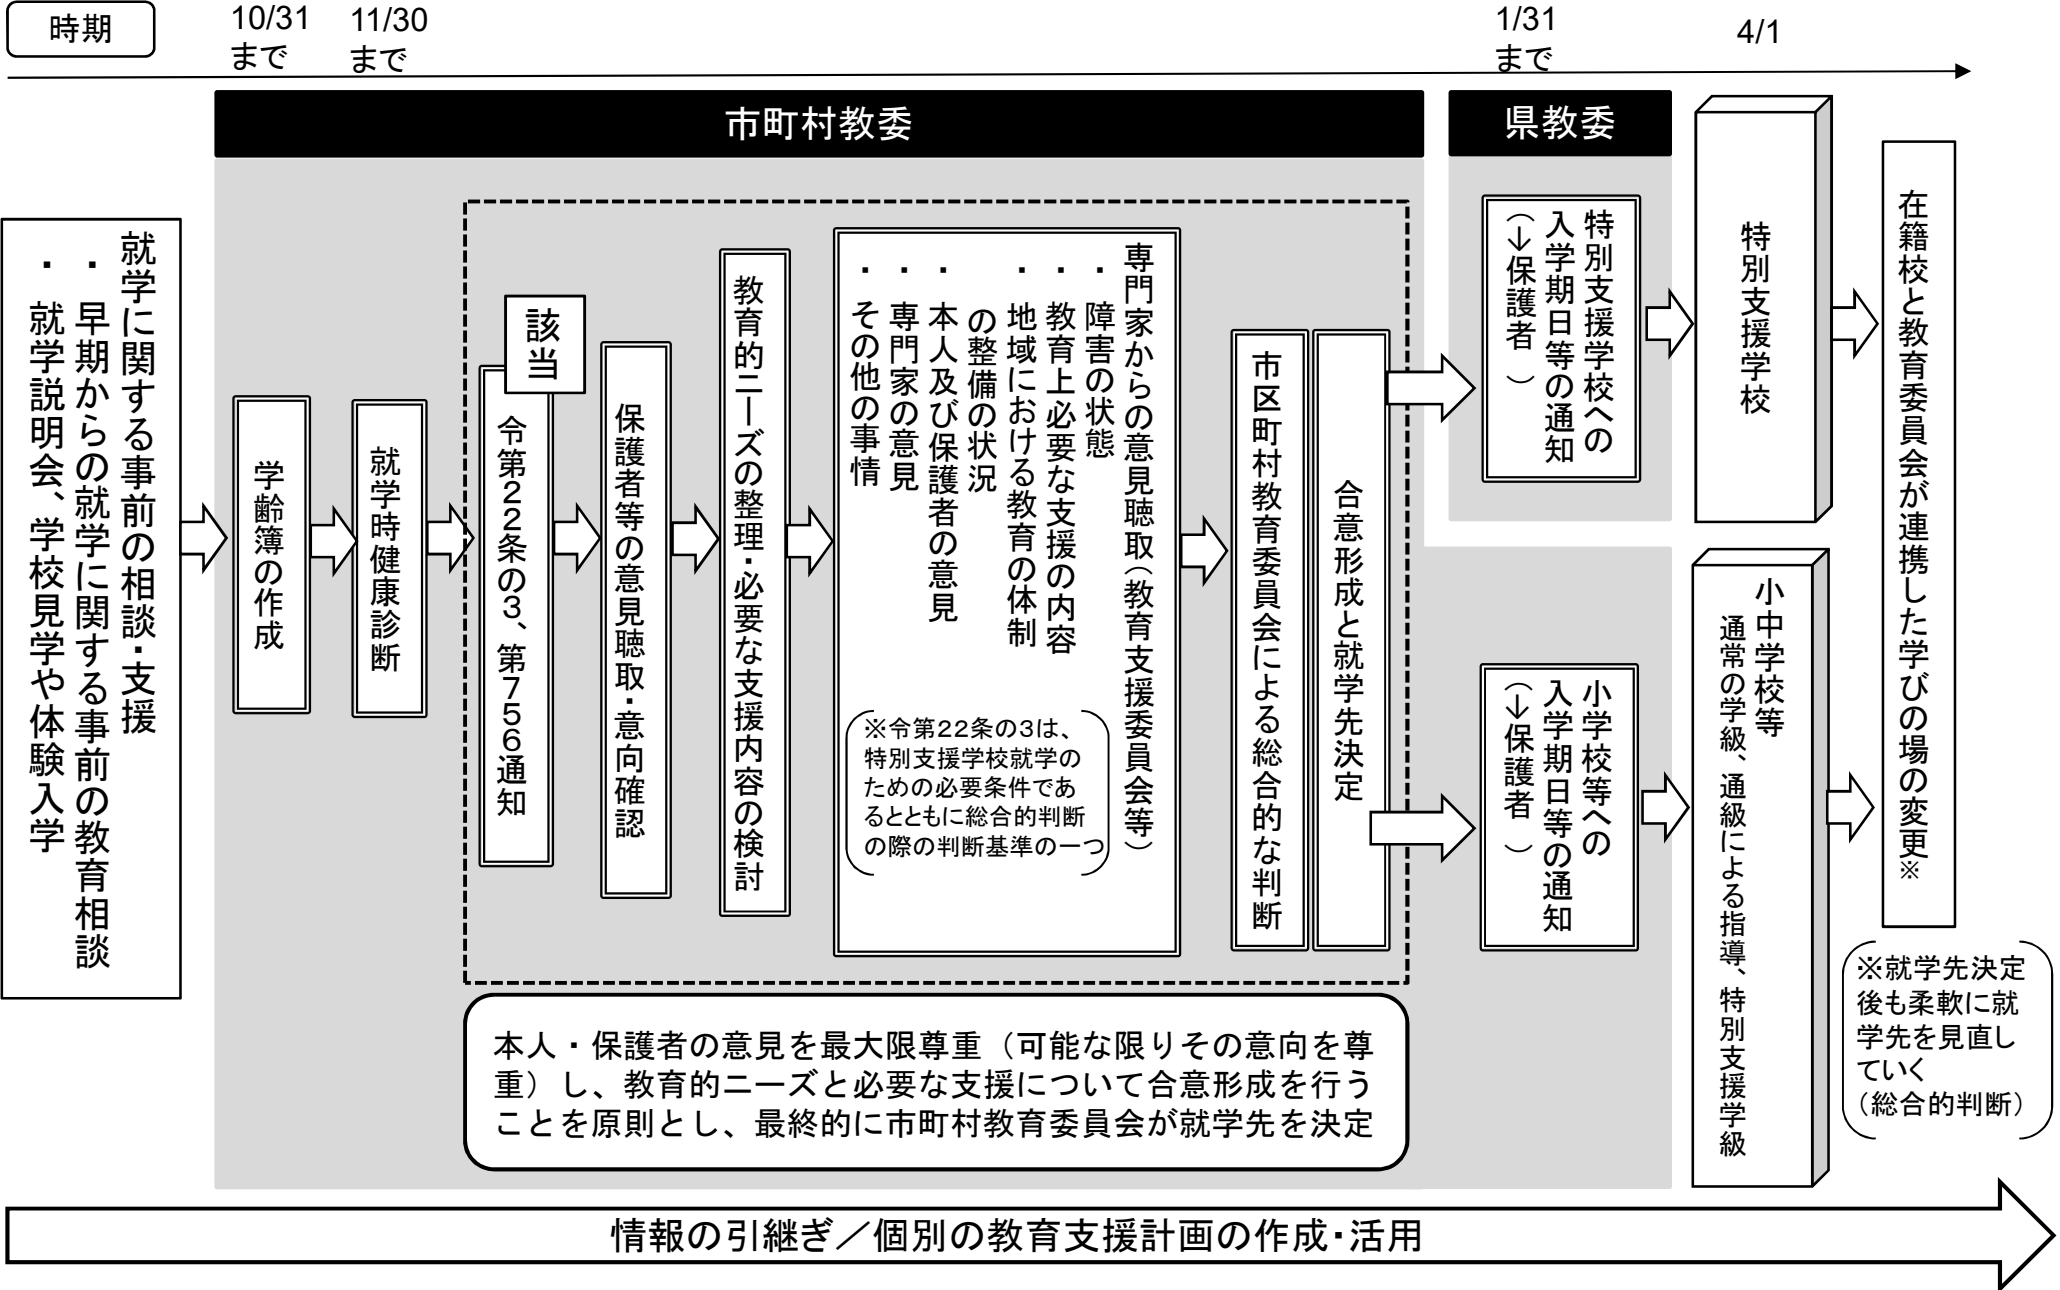 時期
10/31
まで
11/30
まで
1/31
まで
4/1
市町村教委
県教委
就学に関する事前の相談・支援
・早期からの就学に関する事前の教育相談
・就学説明会、学校見学や体験入学
学齢簿の作成
就学時健康診断
該当
令第22条の3、第756通知
保護者等の意見聴取・意向確認
教育的ニーズの整理・必要な支援内容の検討
専門家からの意見聴取(教育支援委員会等)
・障害の状態
・教育上必要な支援の内容
・地域における教育の体制
の整備の状況
・本人及び保護者の意見
・専門家の意見
・その他の事情
※令第22条の3は、
特別支援学校就学の
ための必要条件であ
るとともに総合的判断
の際の判断基準の一つ
市区町村教育委員会による総合的な判断
合意形成と就学先決定
特別支援学校への
入学期日等の通知
(→保護者)
小学校等への
入学期日等の通知
(→保護者)
特別支援学校
小中学校等
通常の学級、通級による指導、特別支援学級
在籍校と教育委員会が連携した学びの場の変更※
※就学先決定
後も柔軟に就
学先を見直し
ていく
(総合的判断)
本人・保護者の意見を最大限尊重(可能な限りその意向を尊
重)し、教育的ニーズと必要な支援について合意形成を行う
ことを原則とし、最終的に市町村教育委員会が就学先を決定
情報の引継ぎ/個別の教育支援計画の作成・活用